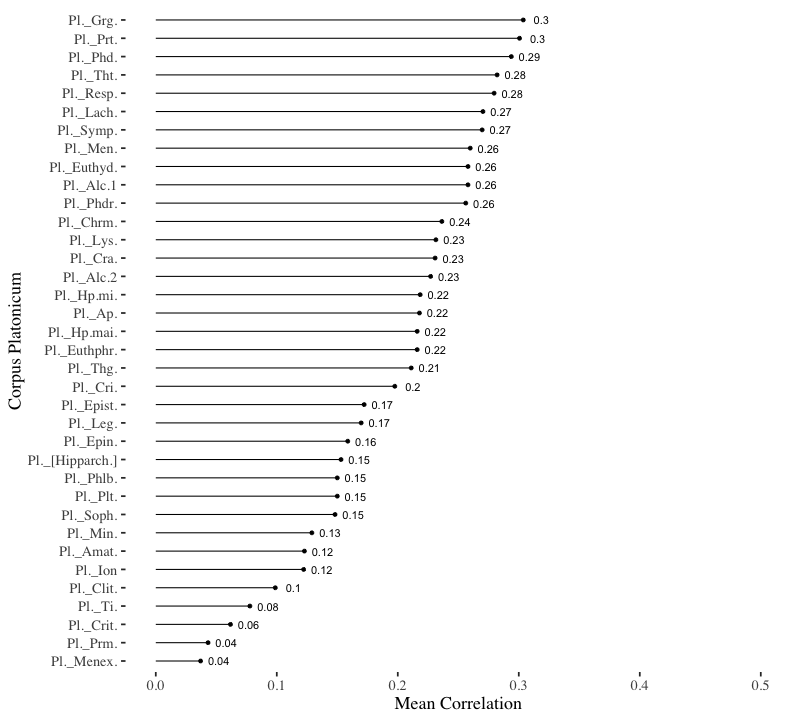 Pl._Grg. 0.3
Pl._Prt. 0.3
Pl._Phd. 0.29
Pl._Tht. 0.28
Pl._Resp. 0.28
Pl._Lach. 0.27
Pl._Symp. 0.27
Pl._Men. 0.26
Pl._Euthyd. 0.26
Pl._Alc.1 0.26
Pl._Phdr. 0.26
Pl._Chrm. 0.24
Pl._Lys. 0.23
Pl._Cra. 0.23
Pl._Alc.2 0.23
Pl._Hp.mi. 0.22
Pl._Ap. 0.22
Pl._Hp.mai. 0.22
Pl._Euthphr. 0.22
Pl._Thg. 0.21
Pl._Cri. 0.2
Pl._Epist. 0.17
Pl._Leg. 0.17
Pl._Epin. 0.16
Pl._[Hipparch.] 0.15
Pl._Phlb. 0.15
Pl._Plt. 0.15
Pl._Soph. 0.15
Pl._Min. 0.13
Pl._Amat. 0.12
Pl._Ion 0.12
Pl._Clit. 0.1
Pl._Ti. 0.08
Pl._Crit. 0.06
Pl._Prm. 0.04
Pl._Menex. 0.04
Corpus Platonicum
0.0 0.1 0.2 0.3 0.4 0.5
Mean Correlation